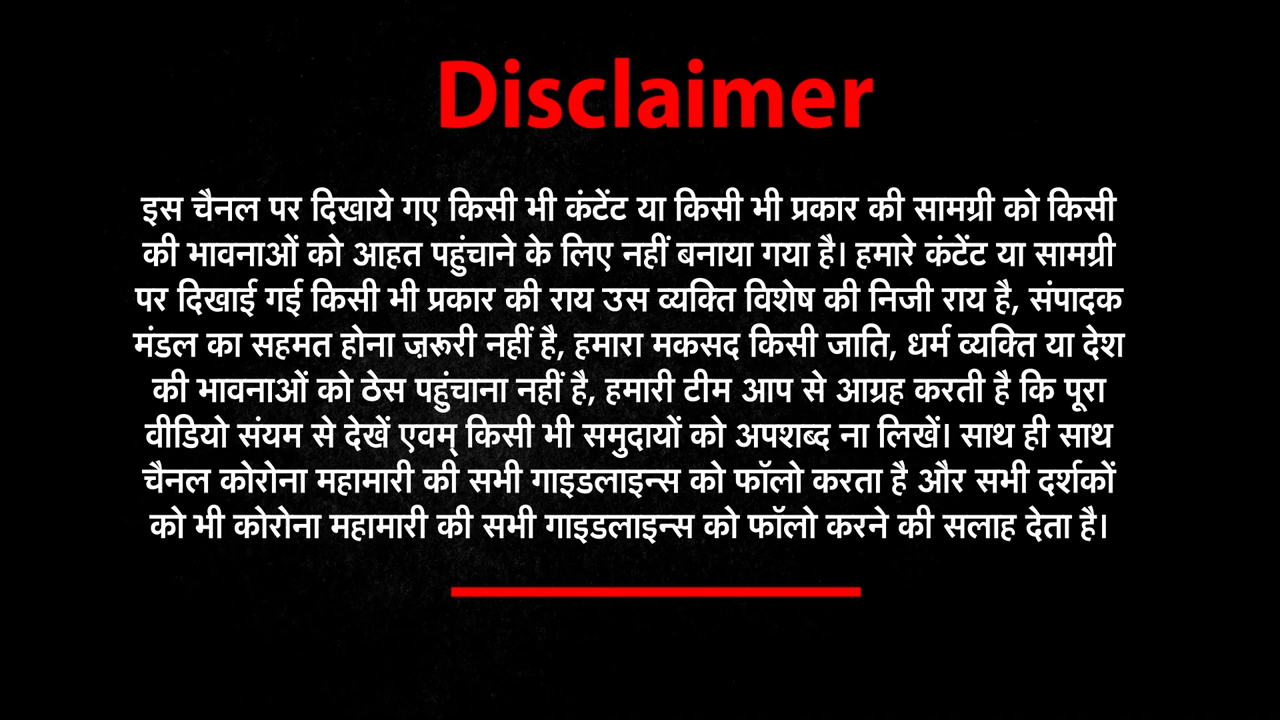 Disclaimer
इस चैनल पर दिखाये गए किसी भी कंटेंट या किसी भी प्रकार की सामग्री को किसी
की भावनाओं को आहत पहुंचाने के लिए नहीं बनाया गया है। हमारे कंटेंट या सामग्री
पर दिखाई गई किसी भी प्रकार की राय उस व्यक्ति विशेष की निजी राय है, संपादक
मंडल का सहमत होना ज़रूरी नहीं है, हमारा मकसद किसी जाति, धर्म व्यक्ति या देश
की भावनाओं को ठेस पहुंचाना नहीं है, हमारी टीम आप से आग्रह करती है कि पूरा
वीडियो संयम से देखें एवम् किसी भी समुदायों को अपशब्द ना लिखें। साथ ही साथ
चैनल कोरोना महामारी की सभी गाइडलाइन्स को फॉलो करता है और सभी दर्शकों
को भी कोरोना महामारी की सभी गाइडलाइन्स को फॉलो करने की सलाह देता है।